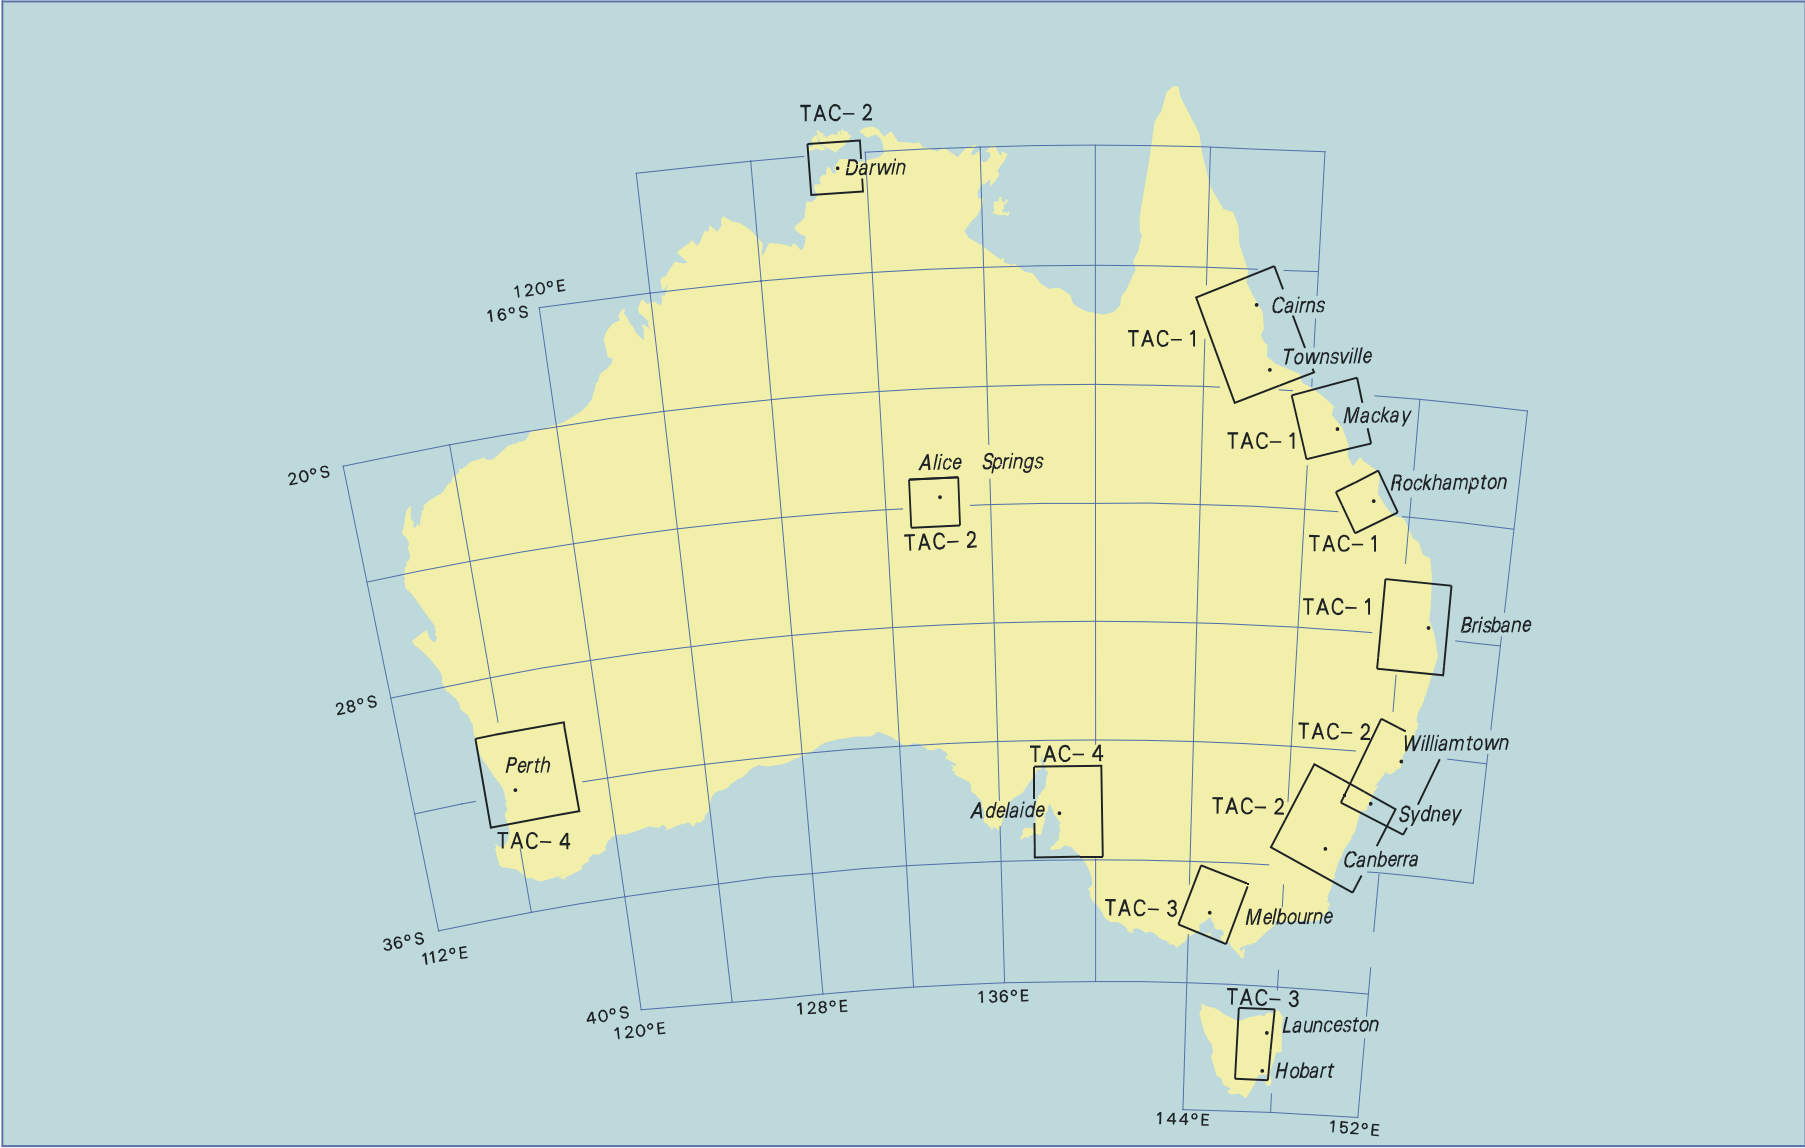 TAC-2
Darwin
120°E
16°S
Cairns
TAC-1
Townsville
Mackay
TAC-1
20°S
Alice Springs
Rockhampton
TAC-2
TAC-1
TAC-1
Brisbane
28°S
TAC-2
Williamtown
TAC-4
Perth
Adelaide
TAC-2
Sydney
TAC-4
Canberra
TAC-3
Melbourne
36°S
112°E
136°E
TAC-3
128°E
40°S
120°E
Launceston
Hobart
144°E
152°E